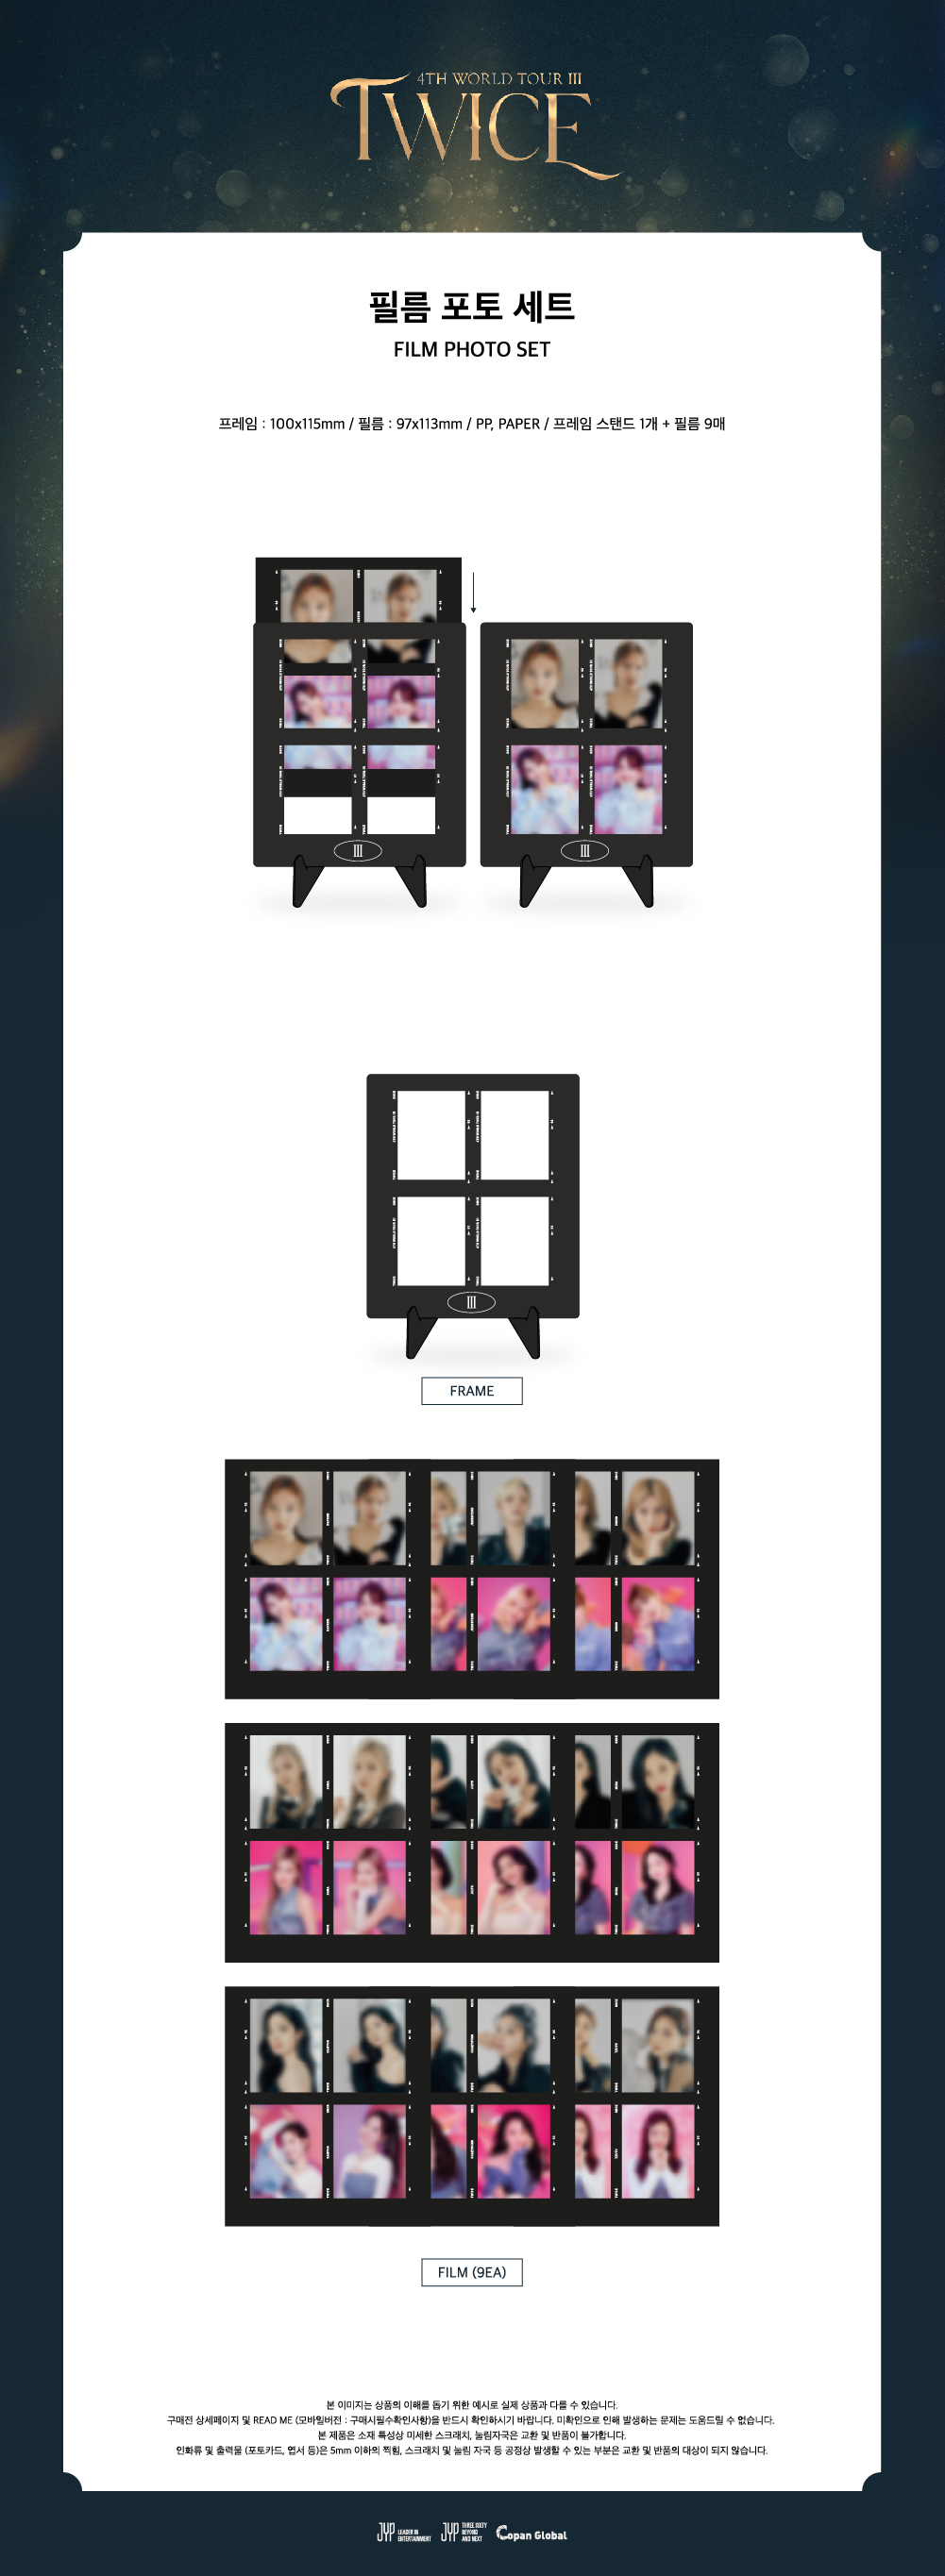 4TH WORLD TOUR III
TWICE
필름 포토 세트
FILM PHOTO SET
프레임 : 100x115mm / 필름 : 97x113mm / PP, PAPER / 프레임 스탠드 1개 + 필름 9매
III
III
III
FRAME
FILM (9EA)
본 이미지는 상품의 이해를 돕기 위한 예시로 실제 상품과 다를 수 있습니다.
구매전 상세페이지 및 READ ME (모바일버전 : 구매시필수확인사항)을 반드시 확인하시기 바랍니다. 미확인으로 인해 발생하는 문제는 도움드릴 수 없습니다.
본 제품은 소재 특성상 미세한 스크래치, 눌림자국은 교환 및 반품이 불가합니다.
인화류 및 출력물 (포토카드, 엽서 등)은 5mm 이하의 찍힘, 스크래치 및 눌림 자국 등 공정상 발생할 수 있는 부분은 교환 및 반품의 대상이 되지 않습니다.
JYP LEADER IN ENTERTAINMENT JYP THREE SIXTY BEYOND AND NEXT Copan Global